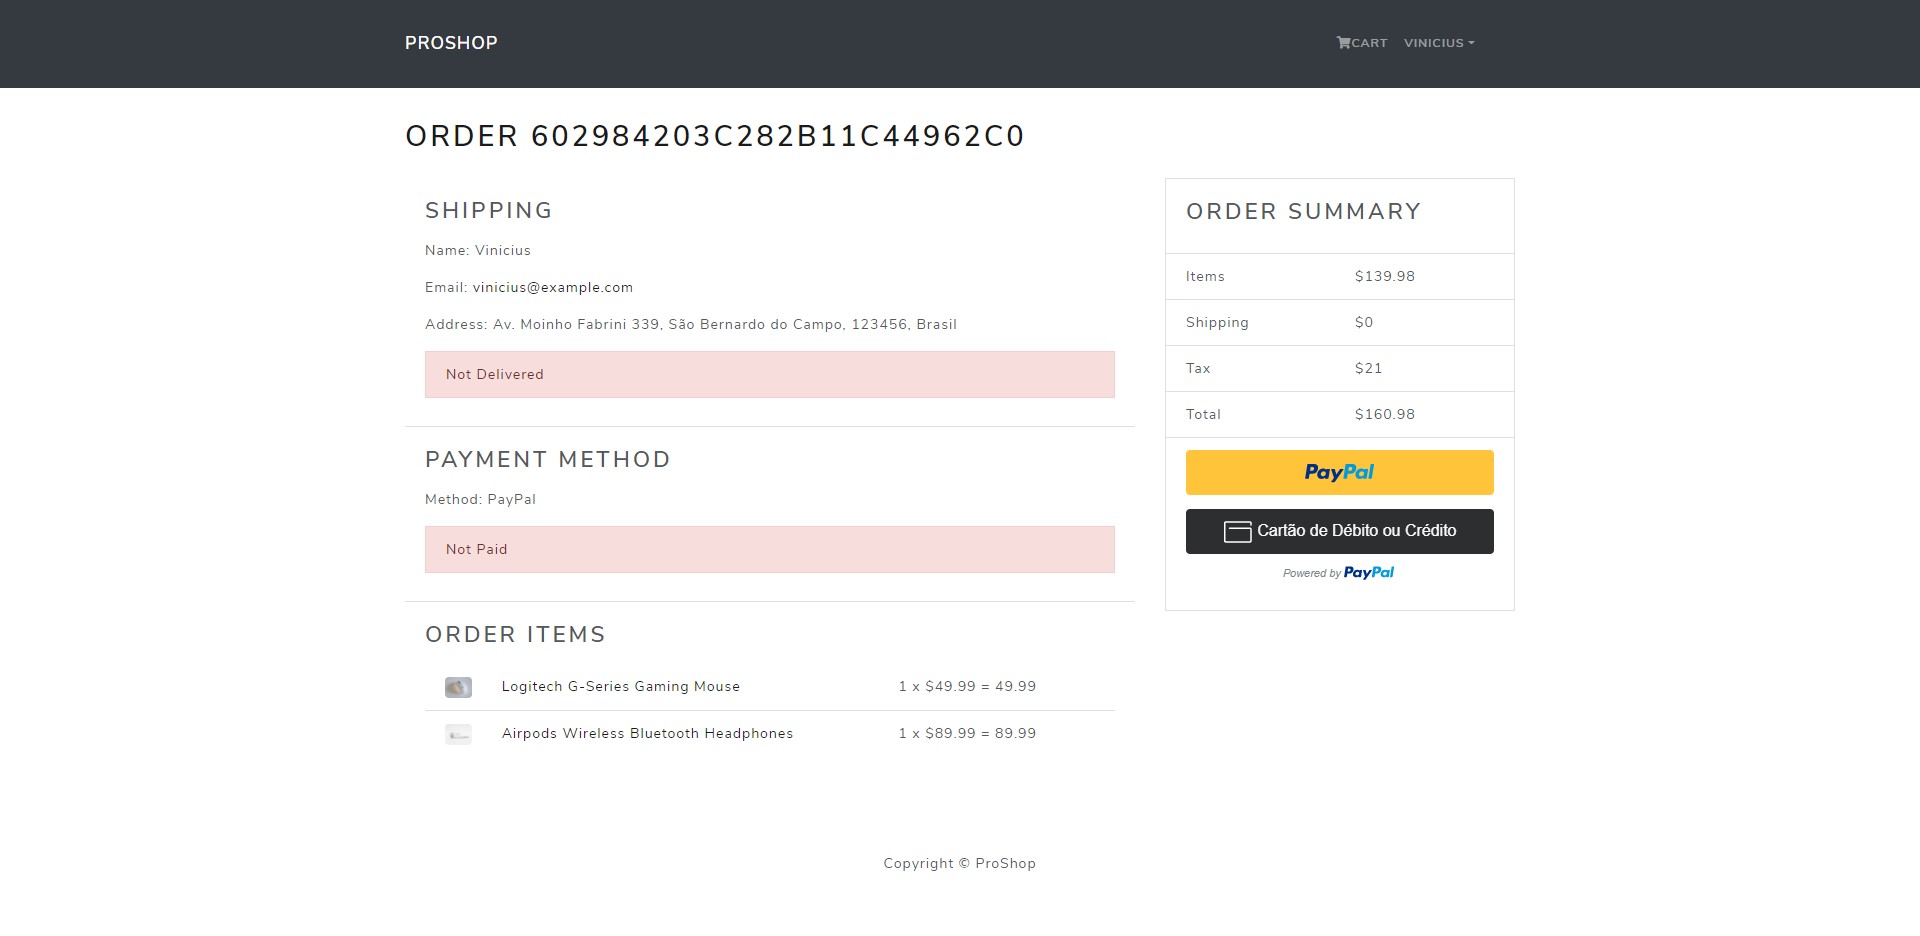 PROSHOP
CART VINICIUS
ORDER 602984203C282B11C44962C0
SHIPPING
Name: Vinicius
Email: vinicius@example.com
Address: Av. Moinho Fabrini 339, São Bernardo do Campo, 123456, Brasil
Not Delivered
PAYMENT METHOD
Method: PayPal
Not Paid
ORDER ITEMS
Logitech G-Series Gaming Mouse 1 x $49.99 = 49.99
Airpods Wireless Bluetooth Headphones 1 x $89.99 = 89.99
ORDER SUMMARY
Items $139.98
Shipping $0
Tax $21
Total $160.98
PayPal
Cartão de Débito ou Crédito
Powered by PayPal
Copyright © ProShop